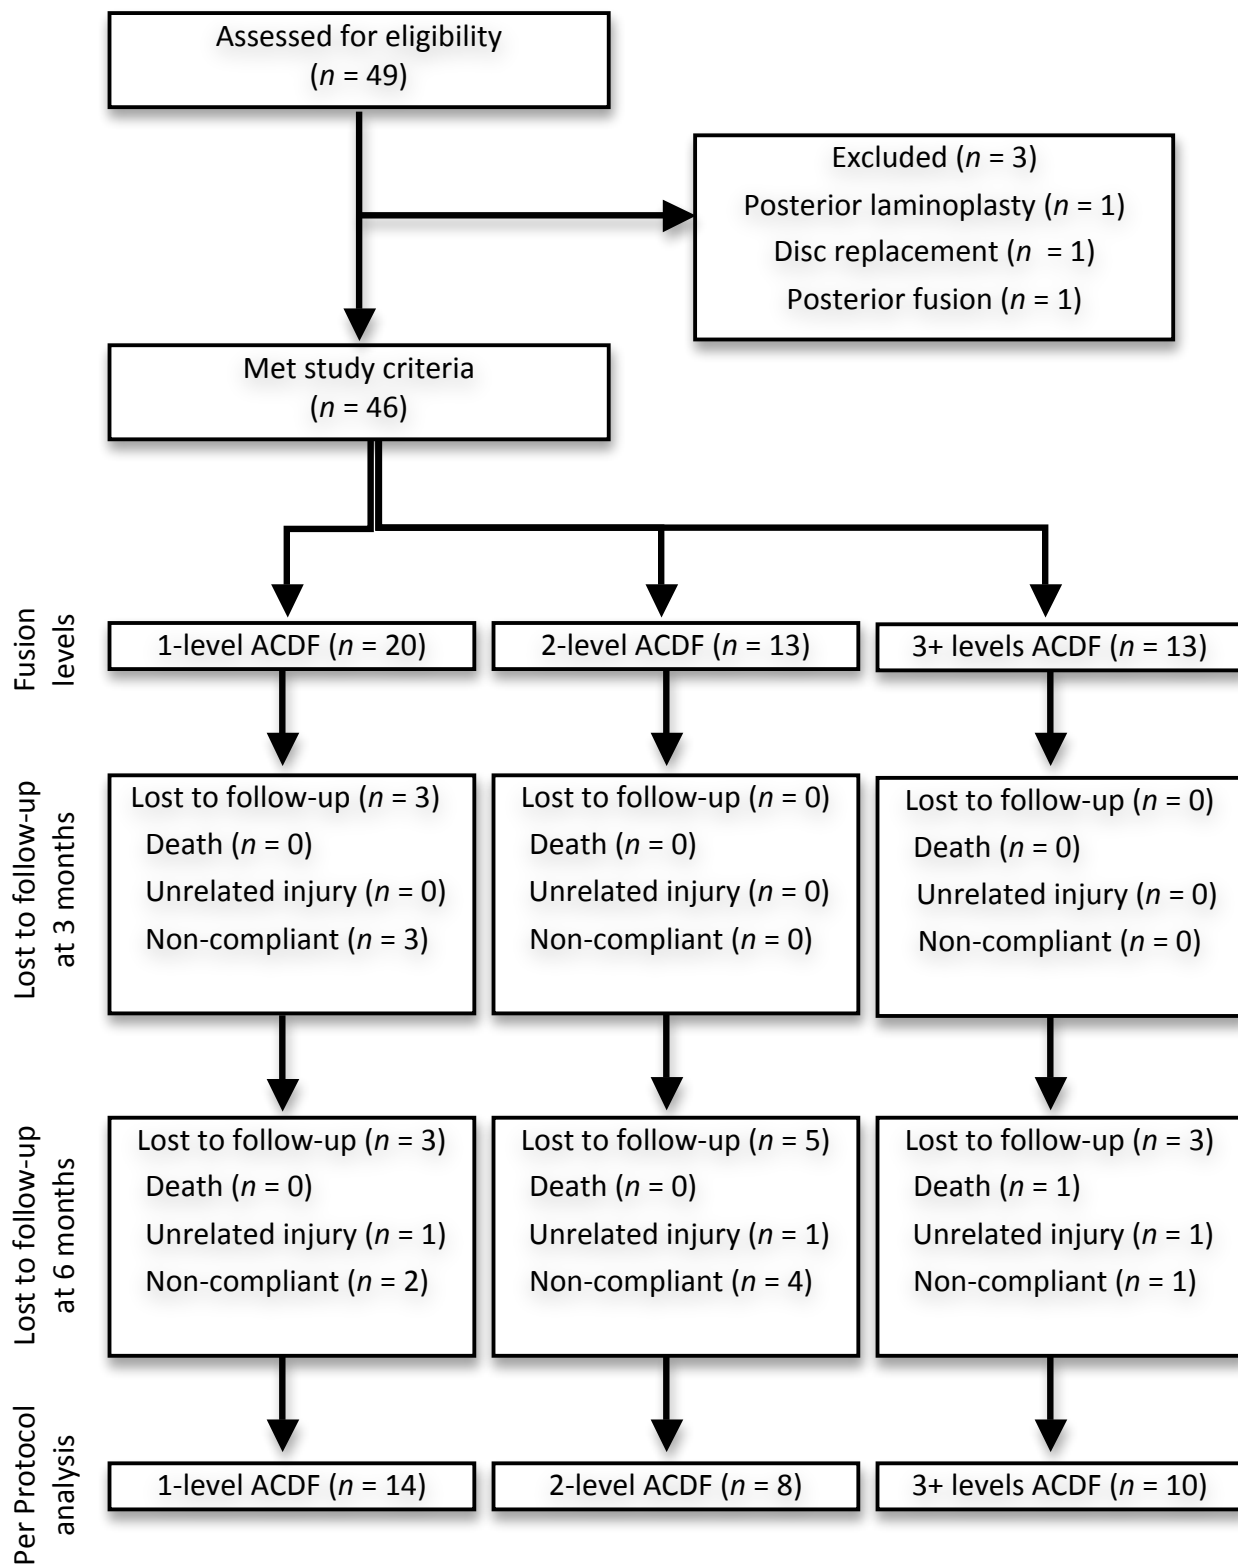 Assessed for eligibility
(n = 49)
Excluded (n = 3)
Posterior laminoplasty (n = 1)
Disc replacement (n  = 1)
Posterior fusion (n = 1)
Met study criteria
(n = 46)
Fusion
levels
1-level ACDF (n = 20)
2-level ACDF (n = 13)
3+ levels ACDF (n = 13)
Lost to follow-up
at 3 months
Lost to follow-up (n = 3)
Death (n = 0)
Unrelated injury (n = 0)
Non-compliant (n = 3)
Lost to follow-up (n = 0)
Death (n = 0)
Unrelated injury (n = 0)
Non-compliant (n = 0)
Lost to follow-up (n = 0)
Death (n = 0)
Unrelated injury (n = 0)
Non-compliant (n = 0)
Lost to follow-up
at 6 months
Lost to follow-up (n = 3)
Death (n = 0)
Unrelated injury (n = 1)
Non-compliant (n = 2)
Lost to follow-up (n = 5)
Death (n = 0)
Unrelated injury (n = 1)
Non-compliant (n = 4)
Lost to follow-up (n = 3)
Death (n = 1)
Unrelated injury (n = 1)
Non-compliant (n = 1)
Per Protocol
analysis
1-level ACDF (n = 14)
2-level ACDF (n = 8)
3+ levels ACDF (n = 10)